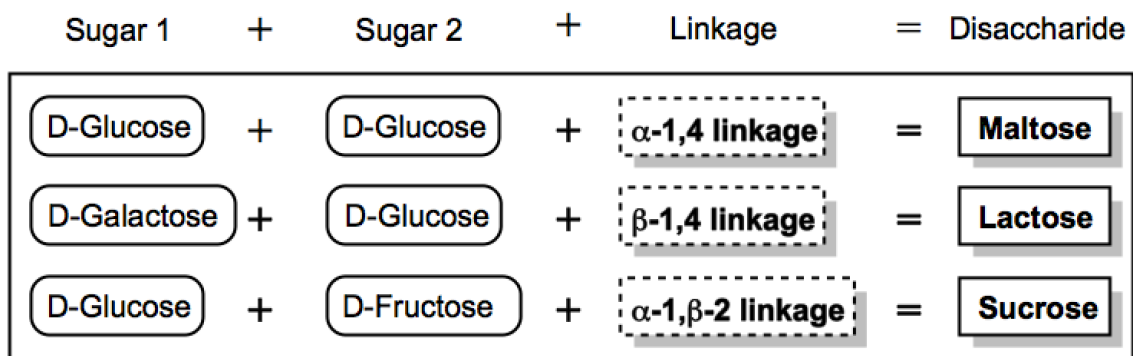 Sugar 1 + Sugar 2 + Linkage = Disaccharide
D-Glucose + D-Glucose + α-1,4 linkage = Maltose
D-Galactose + D-Glucose + β-1,4 linkage = Lactose
D-Glucose + D-Fructose + α-1,β-2 linkage = Sucrose